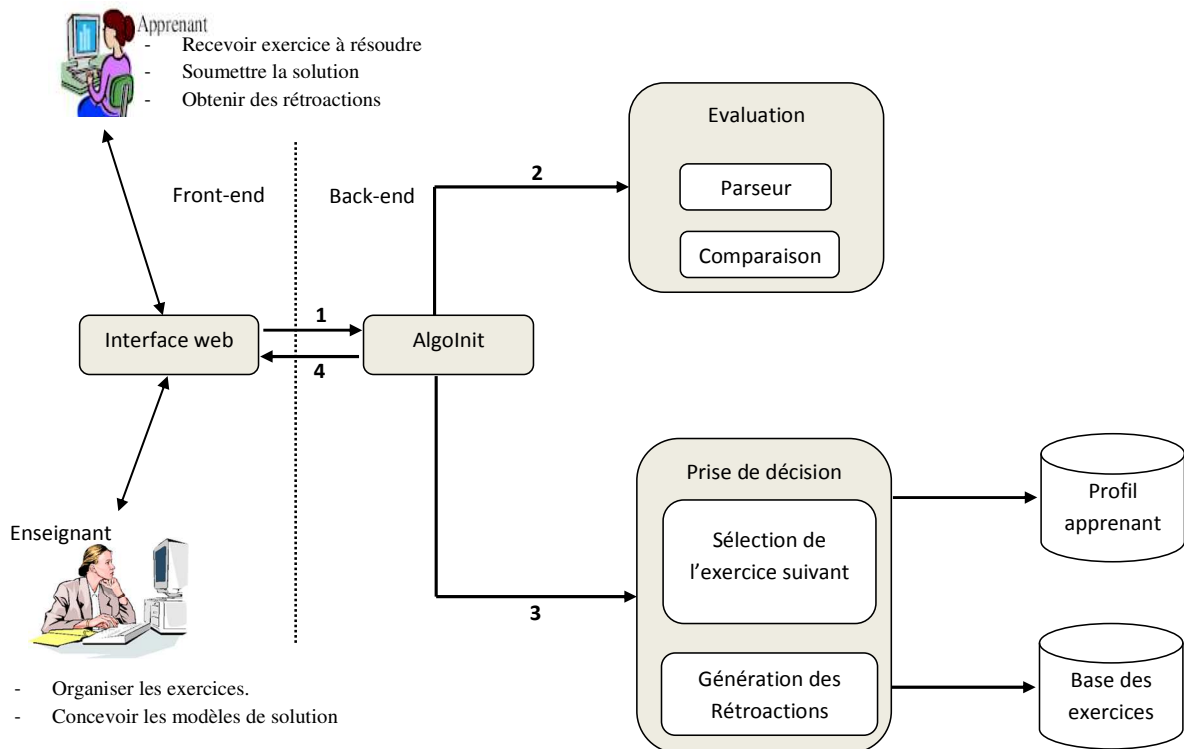 Apprenant
- Recevoir exercice à résoudre
- Soumettre la solution
- Obtenir des rétroactions
Front-end
Back-end
2
Evaluation
Parseur
Comparaison
Interface web
1
4
AlgoInit
Enseignant
- Organiser les exercices.
- Concevoir les modèles de solution
3
Prise de décision
Sélection de
l'exercice suivant
Génération des
Rétroactions
Profil
apprenant
Base des
exercices